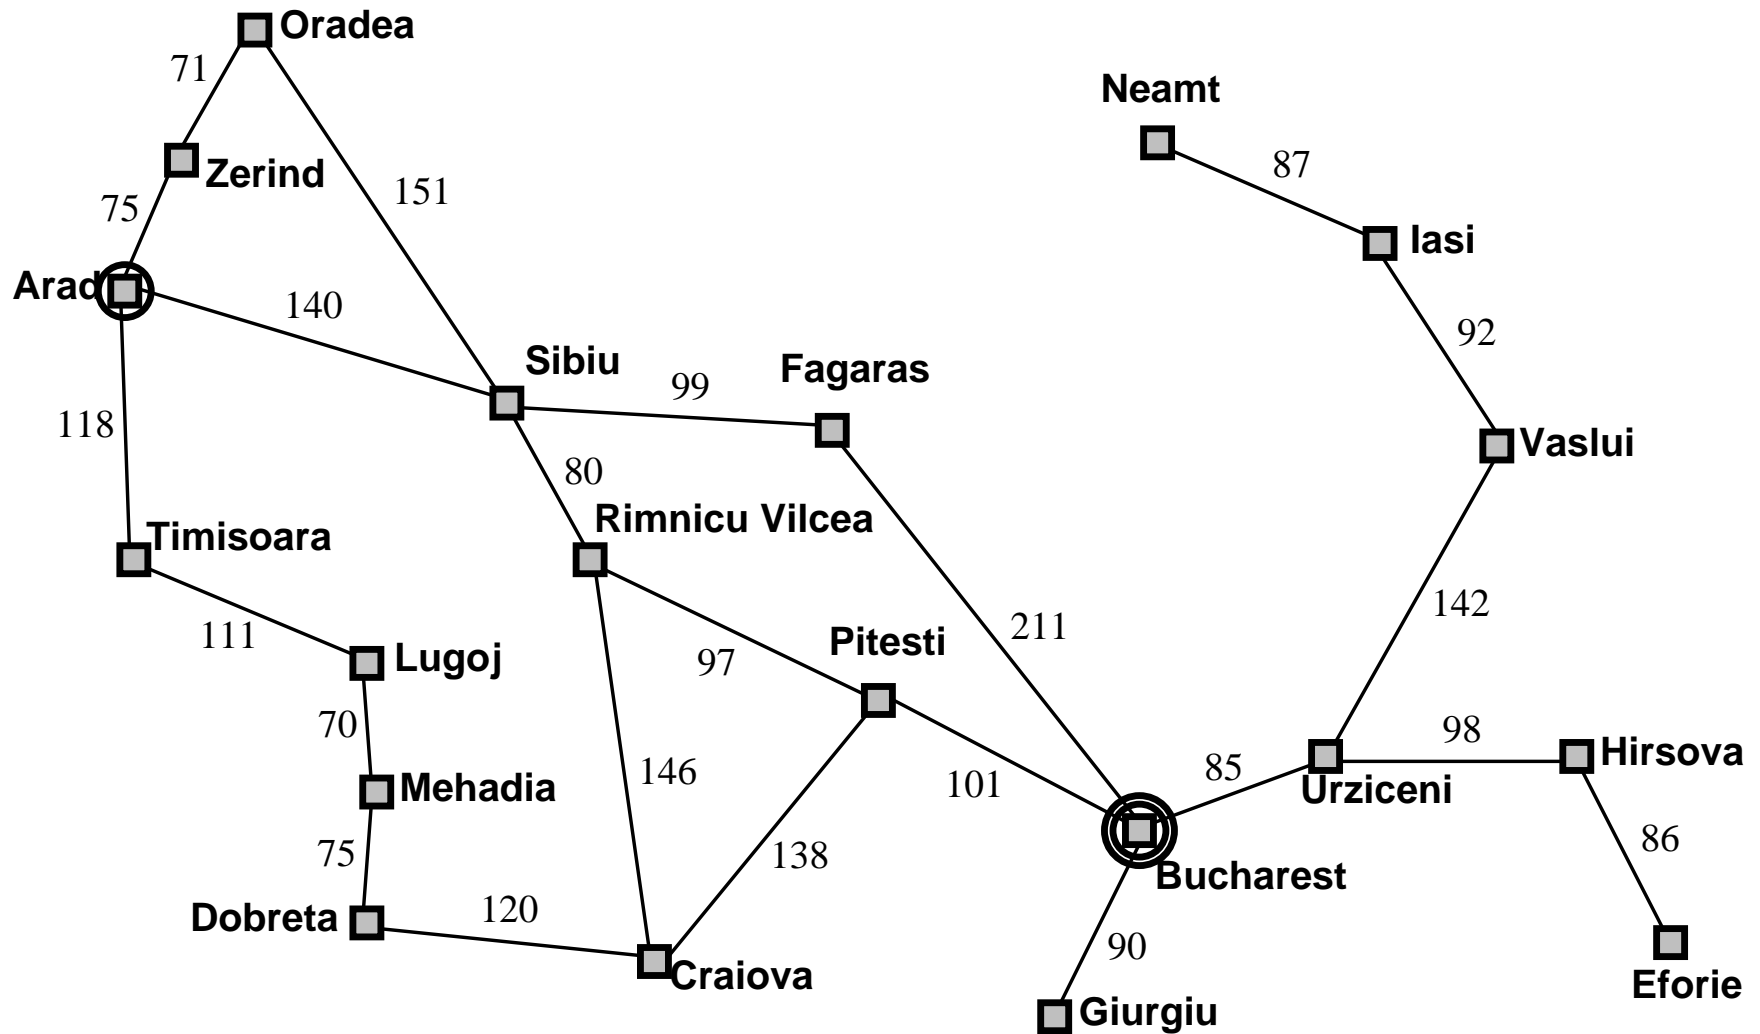 Oradea
71
Neamt
87
Zerind
151
75
Iasi
Arad
140
92
Sibiu
Fagaras
99
118
Vaslui
80
Rimnicu Vilcea
Timisoara
142
211
111
Pitesti
Lugoj
97
70
98
Hirsova
146
85
101
Mehadia
Urziceni
86
75
138
Bucharest
120
Dobreta
90
Craiova
Eforie
Giurgiu